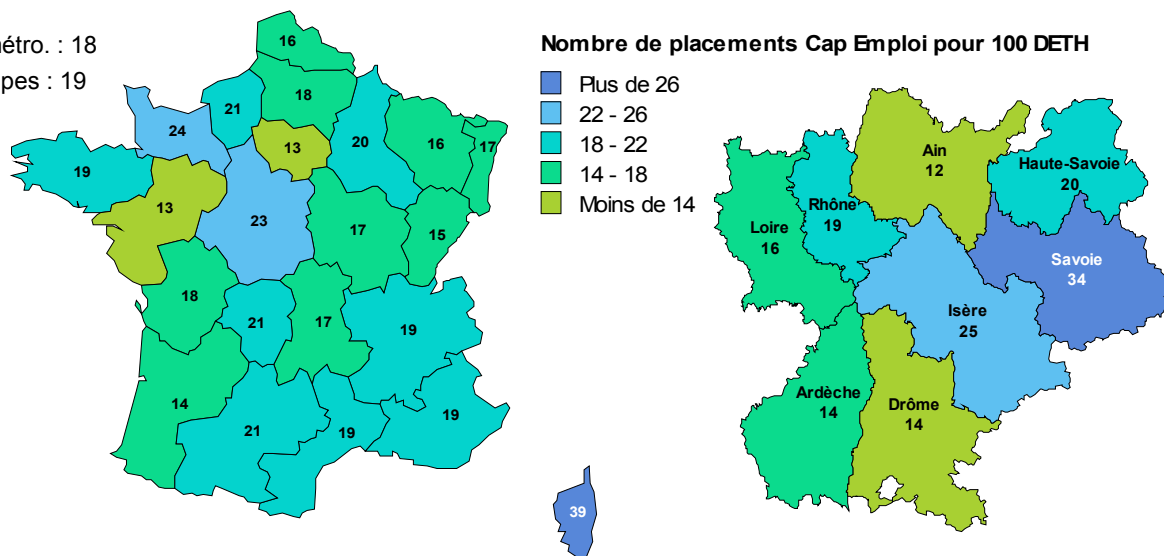 étro. : 18
pes : 19
Nombre de placements Cap Emploi pour 100 DETH
Plus de 26
22 - 26
18 - 22
14 - 18
Moins de 14
16
18
21
24
13
20
16
17
19
13
23
17
15
18
21
17
19
14
21
19
19
39
Ain
12
Haute-Savoie
20
Rhône
19
Loire
16
Savoie
34
Isère
25
Ardèche
14
Drôme
14